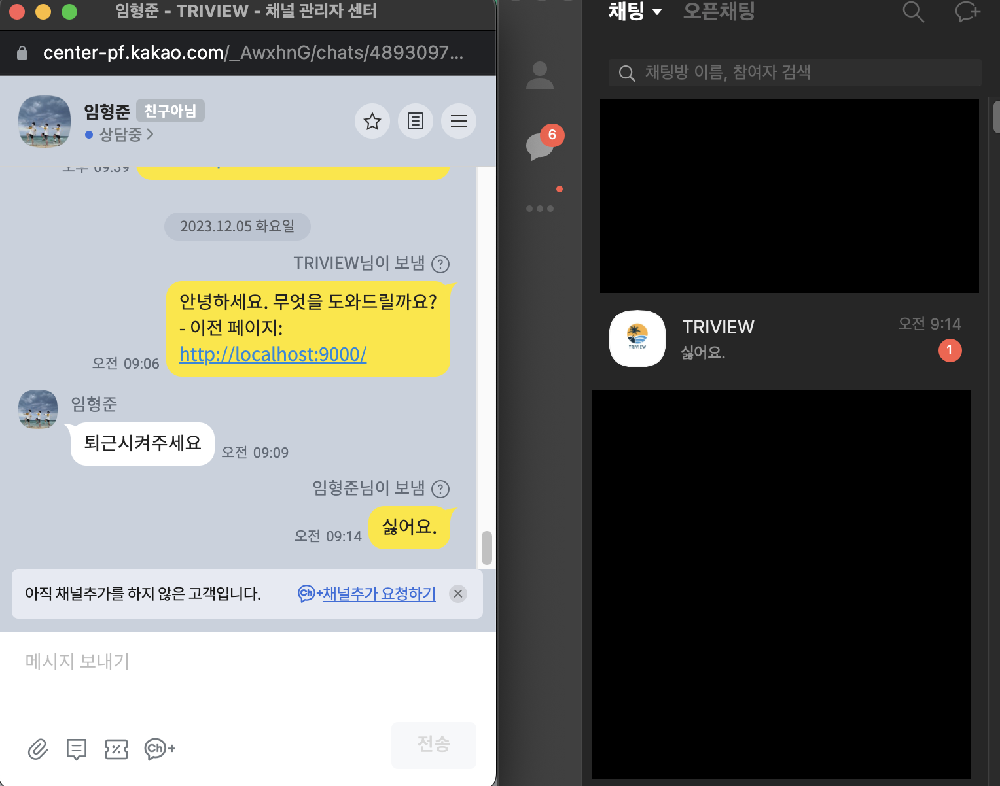 임형준 - TRIVIEW - 채널 관리자 센터
center-pf.kakao.com/_AwxhnG/chats/4893097...
임형준 친구아님
상담중
오후 09:39
2023.12.05 화요일
TRIVIEW님이 보냄 ?
안녕하세요. 무엇을 도와드릴까요?
- 이전 페이지:
http://localhost:9000/
오전 09:06
임형준
퇴근시켜주세요
오전 09:09
임형준님이 보냄 ?
싫어요.
오전 09:14
아직 채널추가를 하지 않은 고객입니다.
Ch+채널추가 요청하기
메시지 보내기
Ch+
전송
6
채팅
오픈채팅
채팅방 이름, 참여자 검색
TRIVIEW
TRIVIEW
오전 9:14
싫어요.
1